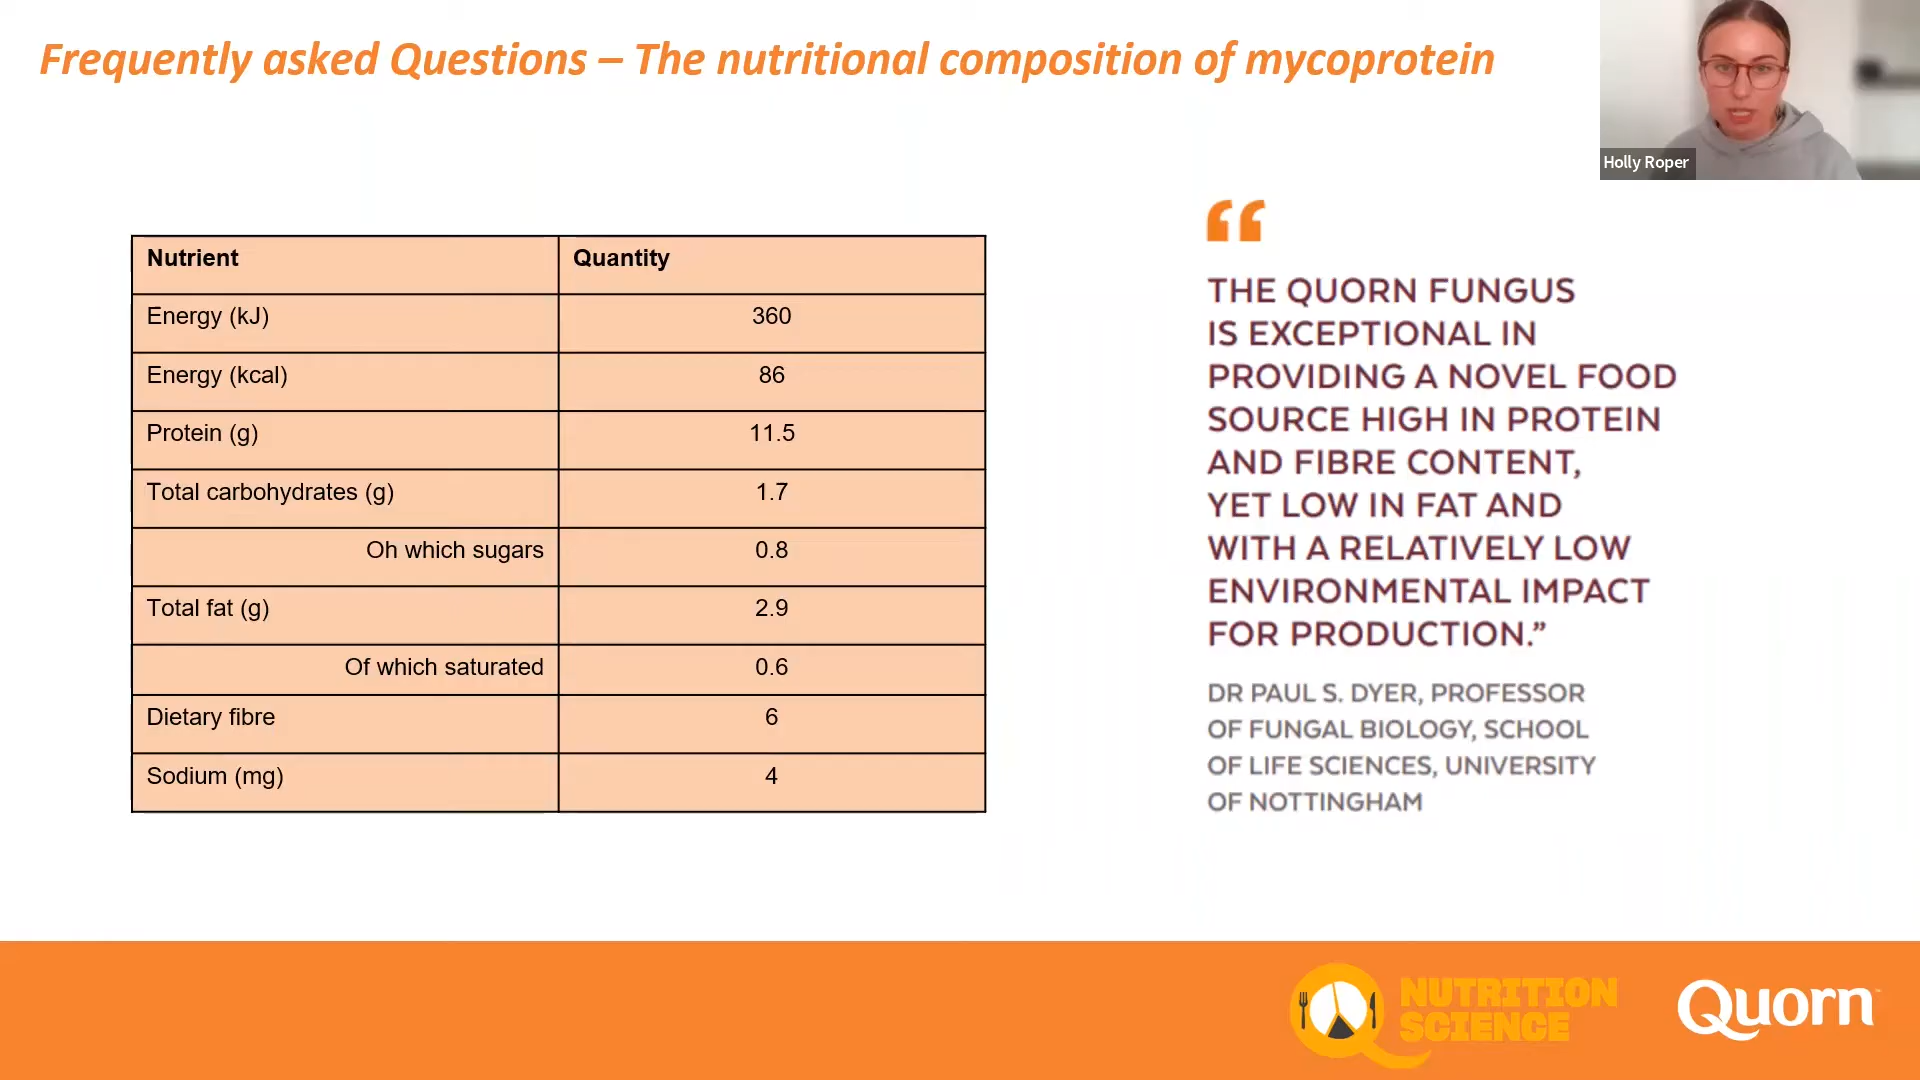 Frequently asked Questions – The nutritional composition of mycoprotein
Holly Roper
Nutrient Quantity
Energy (kJ) 360
Energy (kcal) 86
Protein (g) 11.5
Total carbohydrates (g) 1.7
Oh which sugars 0.8
Total fat (g) 2.9
Of which saturated 0.6
Dietary fibre 6
Sodium (mg) 4
“
THE QUORN FUNGUS
IS EXCEPTIONAL IN
PROVIDING A NOVEL FOOD
SOURCE HIGH IN PROTEIN
AND FIBRE CONTENT,
YET LOW IN FAT AND
WITH A RELATIVELY LOW
ENVIRONMENTAL IMPACT
FOR PRODUCTION.”
DR PAUL S. DYER, PROFESSOR
OF FUNGAL BIOLOGY, SCHOOL
OF LIFE SCIENCES, UNIVERSITY
OF NOTTINGHAM
NUTRITION
SCIENCE
Quorn™